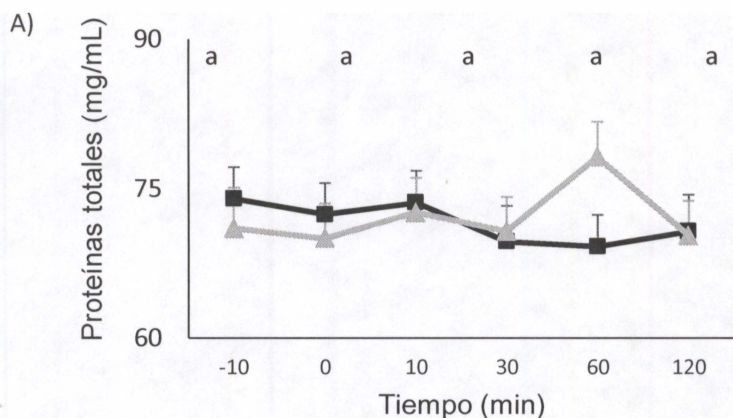 A)
Proteínas totales (mg/mL)
90
75
60
a a a a a
-10 0 10 30 60 120
Tiempo (min)